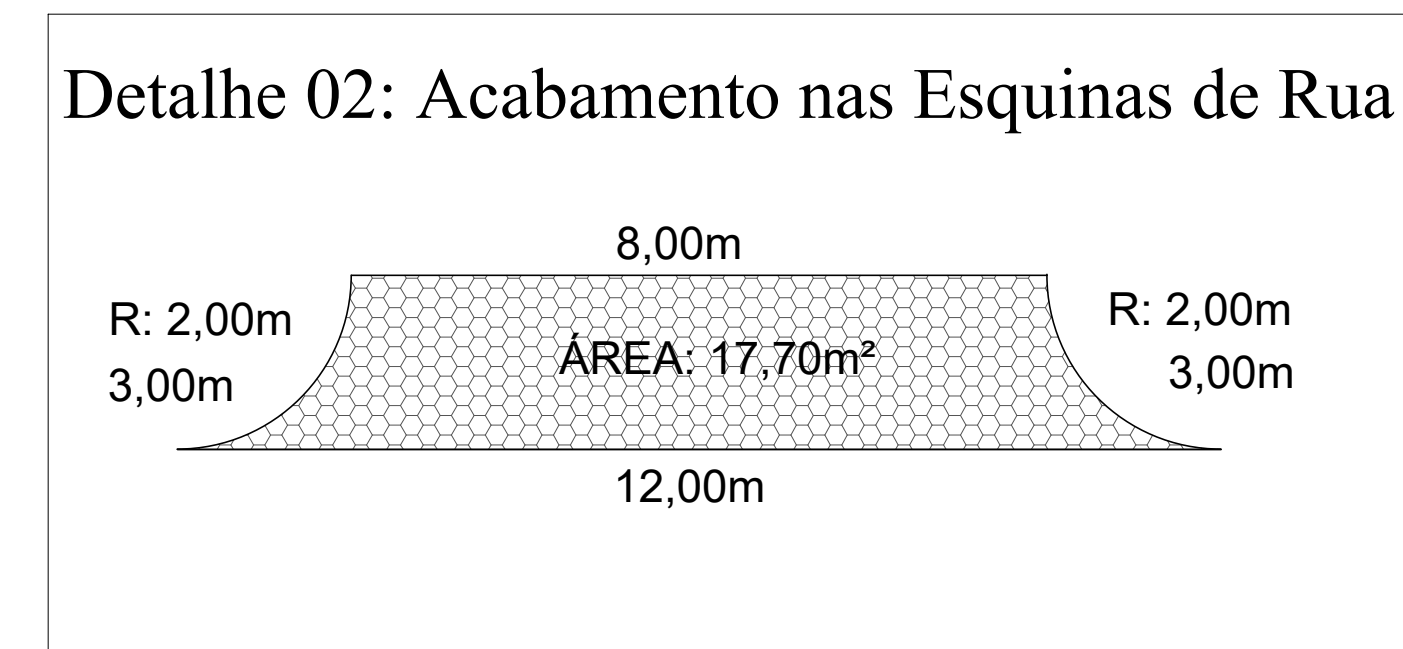 Detalhe 02: Acabamento nas Esquinas de Rua
8,00m
R: 2,00m
3,00m
ÁREA: 17,70m²
R: 2,00m
3,00m
12,00m